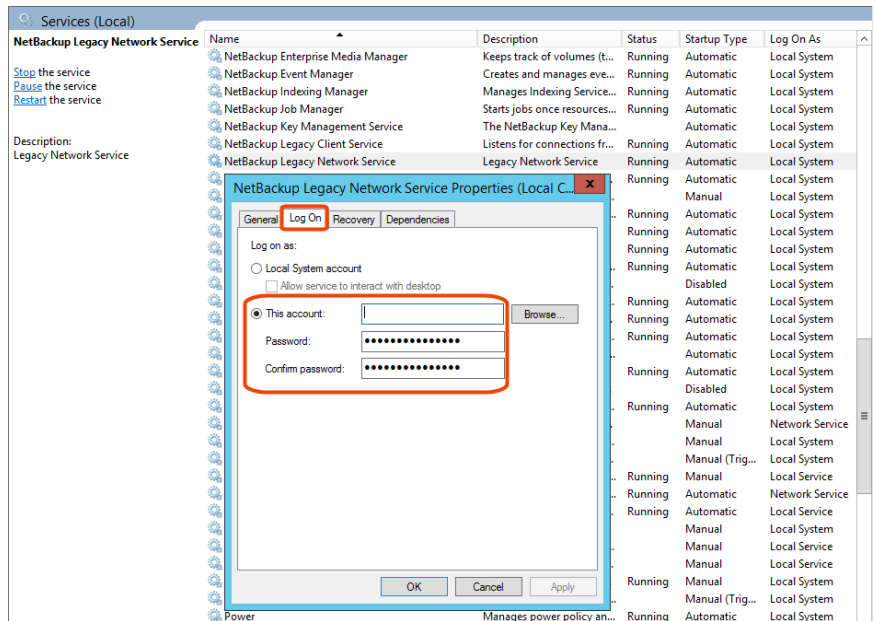 Services (Local)
NetBackup Legacy Network Service
Stop the service
Pause the service
Restart the service
Description:
Legacy Network Service
Name Description Status Startup Type Log On As
NetBackup Enterprise Media Manager Keeps track of volumes (t... Running Automatic Local System
NetBackup Event Manager Creates and manages eve... Running Automatic Local System
NetBackup Indexing Manager Manages Indexing Service... Running Automatic Local System
NetBackup Job Manager Starts jobs once resources... Running Automatic Local System
NetBackup Key Management Service The NetBackup Key Mana... Automatic Local System
NetBackup Legacy Client Service Listens for connections fr... Running Automatic Local System
NetBackup Legacy Network Service Legacy Network Service Running Automatic Local System
Running Automatic Local System
Manual Local System
Running Automatic Local System
Running Automatic Local System
Running Automatic Local System
Running Automatic Local System
Disabled Local System
Running Automatic Local System
Running Automatic Local System
Running Automatic Local System
Automatic Local System
Running Automatic Local System
Disabled Local System
Running Automatic Local System
Manual Network Service
Manual Local System
Manual (Trig... Local System
Running Manual Local Service
Running Automatic Network Service
Running Automatic Local Service
Manual Local System
Manual Local Service
Manual Local Service
Running Manual Local System
Manual (Trig... Local System
Power Manages power policy an... Running Automatic Local System
NetBackup Legacy Network Service Properties (Local C... x
General Log On Recovery Dependencies
Log on as:
Local System account
Allow service to interact with desktop
This account: Browse...
Password: •••••••••••••••
Confirm password: •••••••••••••••
OK Cancel Apply